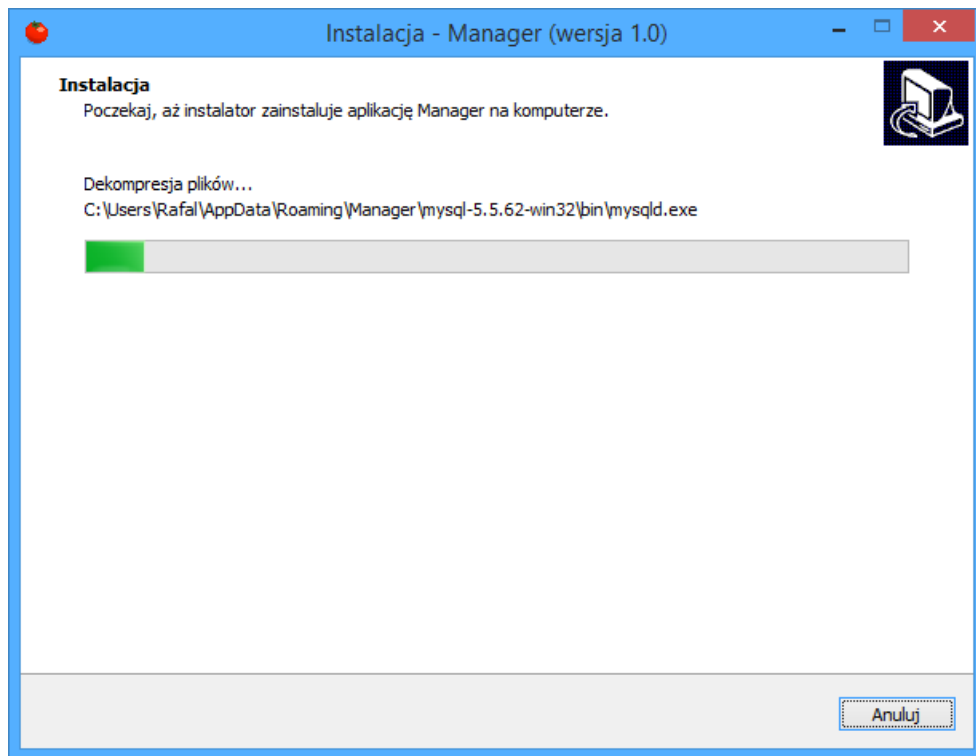 Instalacja - Manager (wersja 1.0)
Instalacja
Poczekaj, aż instalator zainstaluje aplikację Manager na komputerze.
Dekompresja plików...
C:\Users\Rafal\AppData\Roaming\Manager\mysql-5.5.62-win32\bin\mysqld.exe
Anuluj